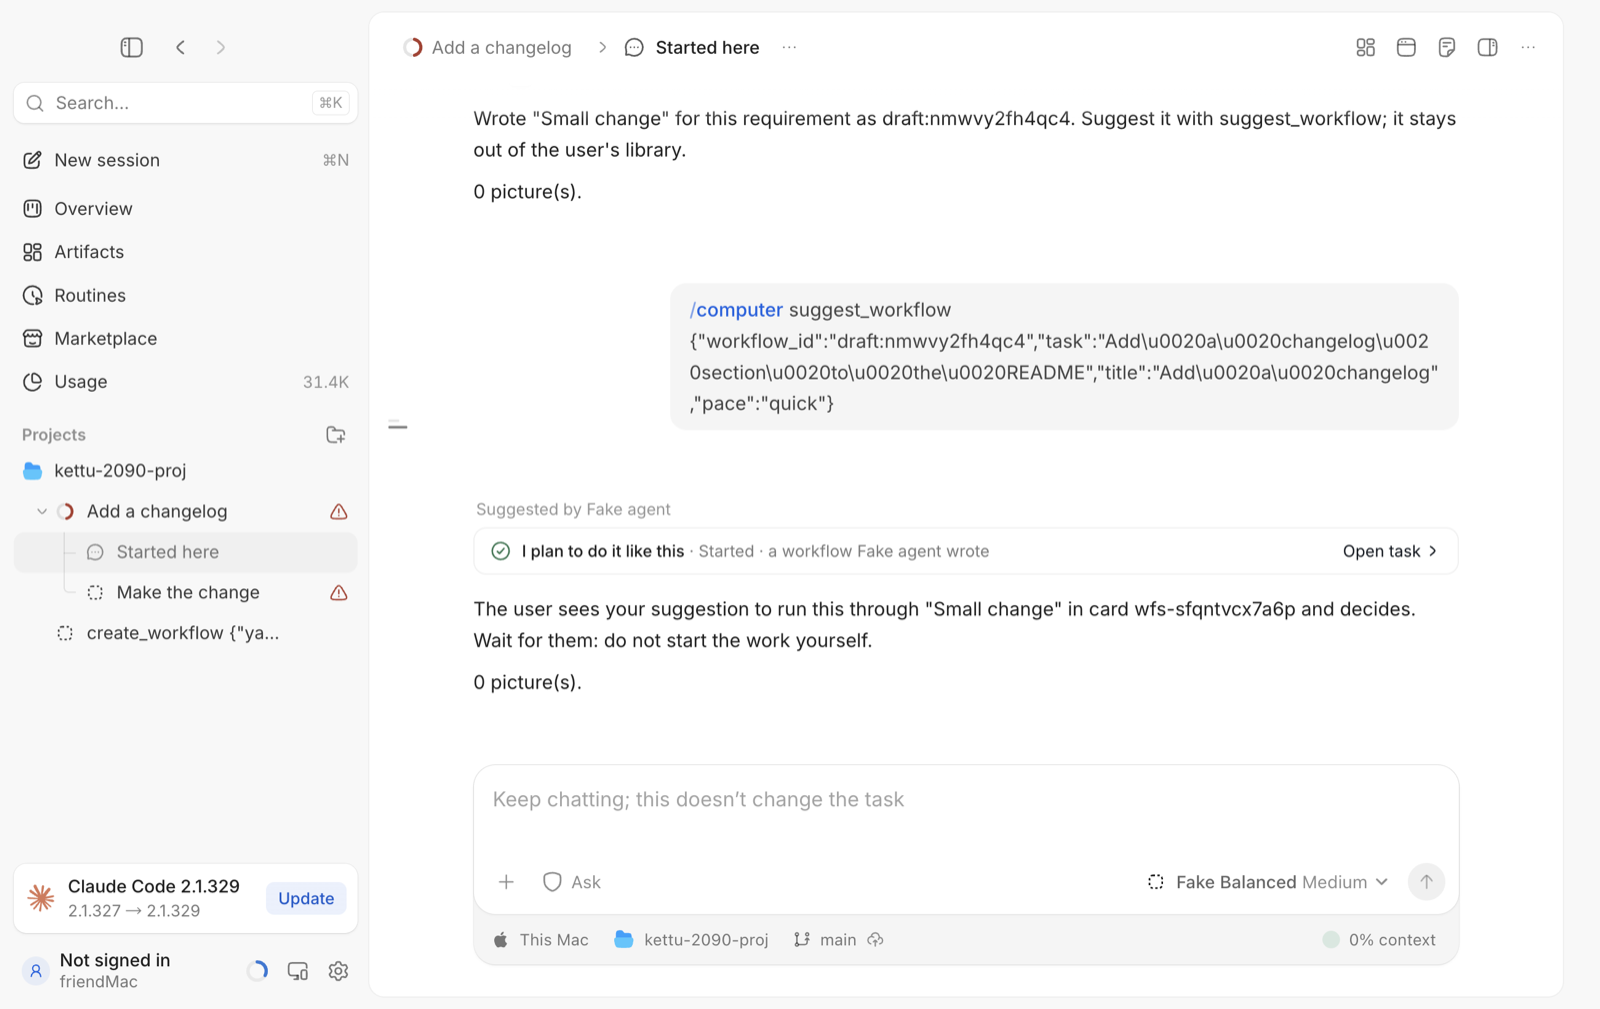 Search...
⌘K
New session
⌘N
Overview
Artifacts
Routines
Marketplace
Usage
31.4K
Projects
kettu-2090-proj
Add a changelog
Started here
Make the change
create_workflow {"ya...
Claude Code 2.1.329
2.1.327 → 2.1.329
Update
Not signed in
friendMac
Add a changelog
Started here
Wrote "Small change" for this requirement as draft:nmwvy2fh4qc4. Suggest it with suggest_workflow; it stays
out of the user's library.
0 picture(s).
/computer suggest_workflow
{"workflow_id":"draft:nmwvy2fh4qc4","task":"Add\u0020a\u0020changelog\u002
0section\u0020to\u0020the\u0020README","title":"Add\u0020a\u0020changelog"
,"pace":"quick"}
Suggested by Fake agent
I plan to do it like this · Started · a workflow Fake agent wrote
Open task
The user sees your suggestion to run this through "Small change" in card wfs-sfqntvcx7a6p and decides.
Wait for them: do not start the work yourself.
0 picture(s).
Keep chatting; this doesn’t change the task
Ask
Fake Balanced Medium
This Mac
kettu-2090-proj
main
0% context